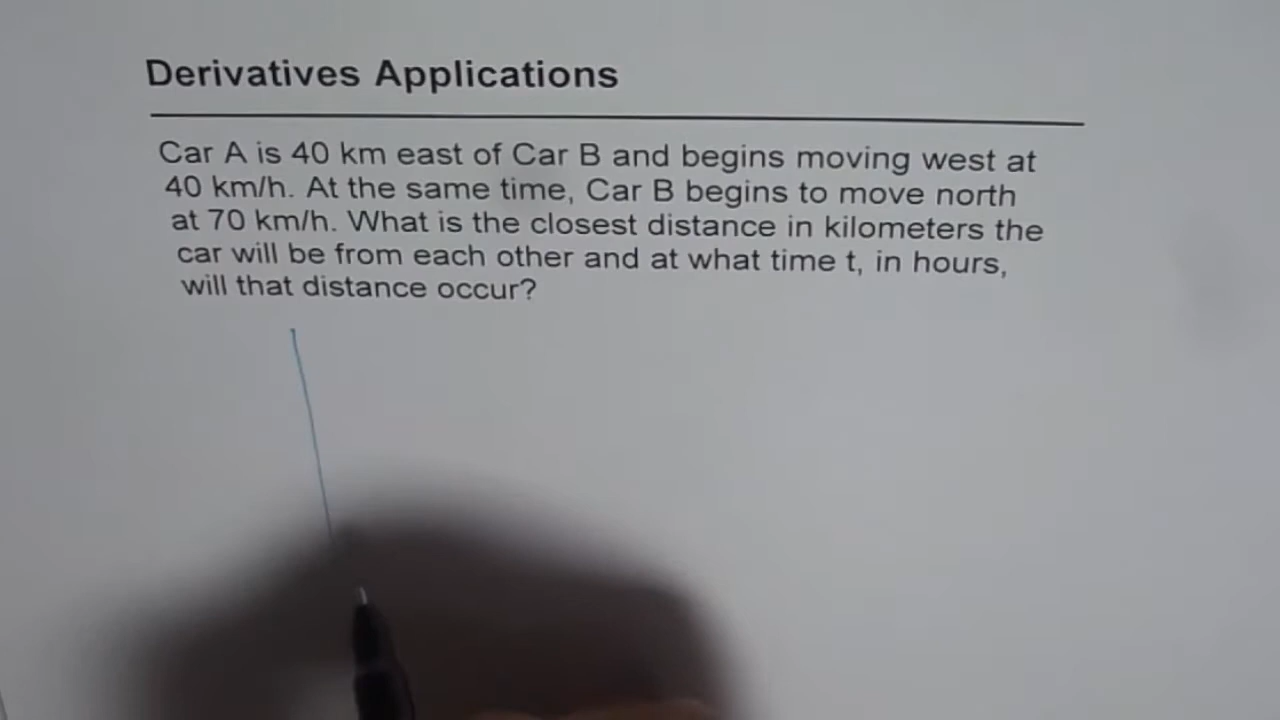 Derivatives Applications
Car A is 40 km east of Car B and begins moving west at
40 km/h. At the same time, Car B begins to move north
at 70 km/h. What is the closest distance in kilometers the
car will be from each other and at what time t, in hours,
will that distance occur?